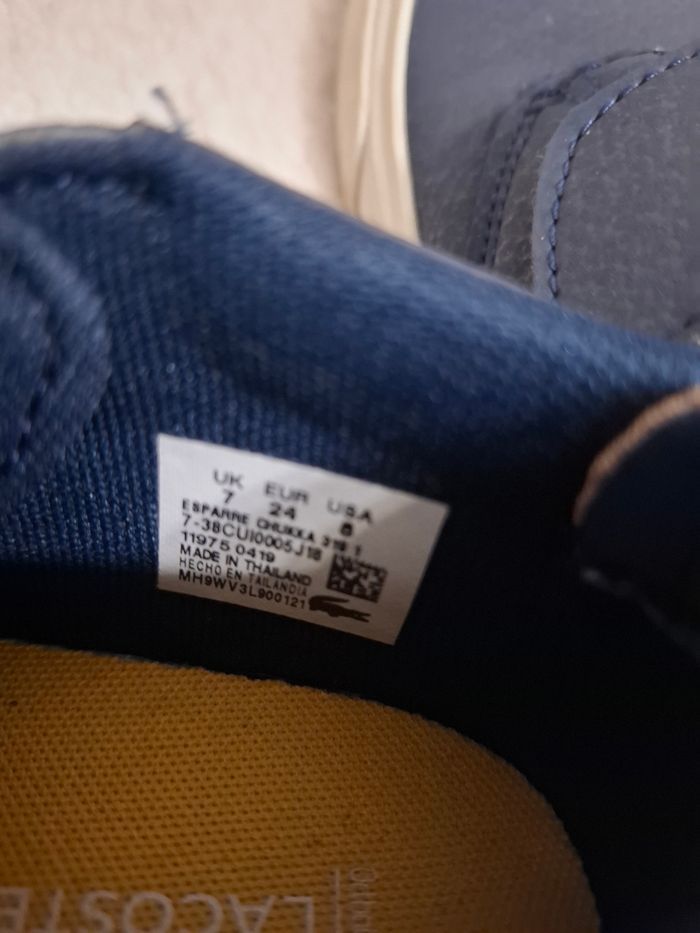 UK EUR USA
7 24 8
ESPARRE CHUKKA 318 1
7-38CUI0005J18
11975 0419
MADE IN THAILAND
HECHO EN TAILANDIA
MH9WV3L900121
LACOSTE